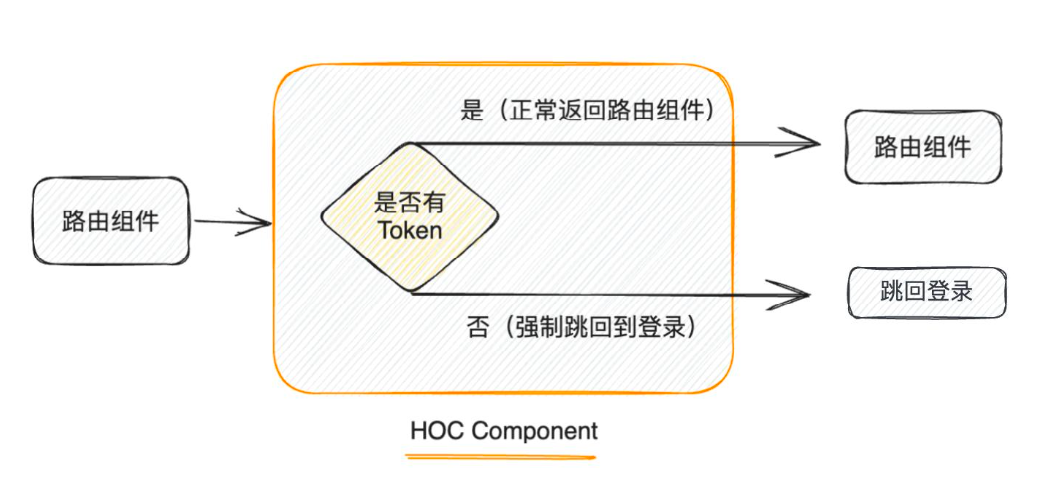 路由组件
是否有
Token
是（正常返回路由组件）
否（强制跳回到登录）
路由组件
跳回登录
HOC Component